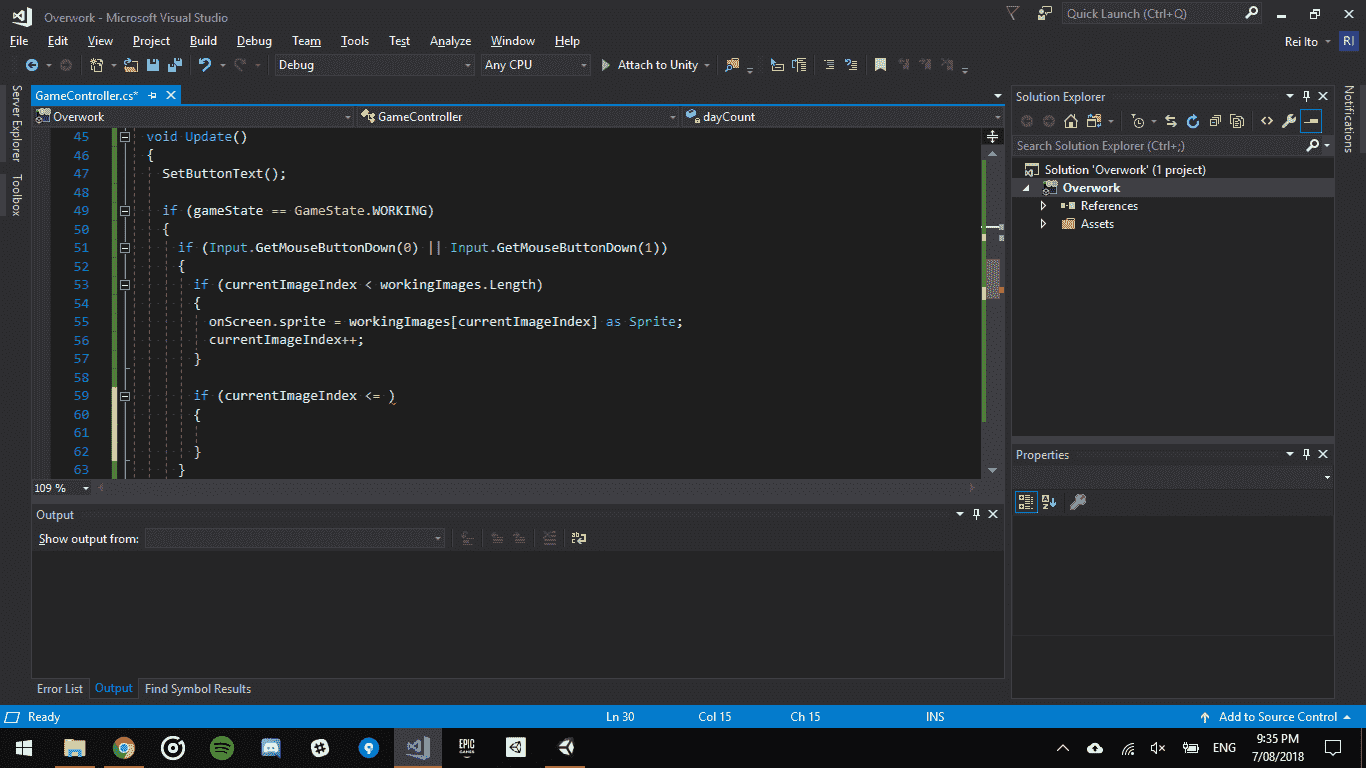 Overwork - Microsoft Visual Studio
Quick Launch (Ctrl+Q)
File Edit View Project Build Debug Team Tools Test Analyze Window Help
Rei Ito RI
Debug Any CPU Attach to Unity
Server Explorer
Toolbox
GameController.cs*
Overwork GameController dayCount
45 void Update()
46 {
47 SetButtonText();
48
49 if (gameState == GameState.WORKING)
50 {
51 if (Input.GetMouseButtonDown(0) || Input.GetMouseButtonDown(1))
52 {
53 if (currentImageIndex < workingImages.Length)
54 {
55 onScreen.sprite = workingImages[currentImageIndex] as Sprite;
56 currentImageIndex++;
57 }
58
59 if (currentImageIndex <= )
60 {
61
62 }
63 }
109 %
Output
Show output from:
Error List Output Find Symbol Results
Solution Explorer
Search Solution Explorer (Ctrl+;)
Solution 'Overwork' (1 project)
Overwork
References
Assets
Properties
Notifications
Ready Ln 30 Col 15 Ch 15 INS Add to Source Control
EPIC GAMES
ENG
9:35 PM
7/08/2018